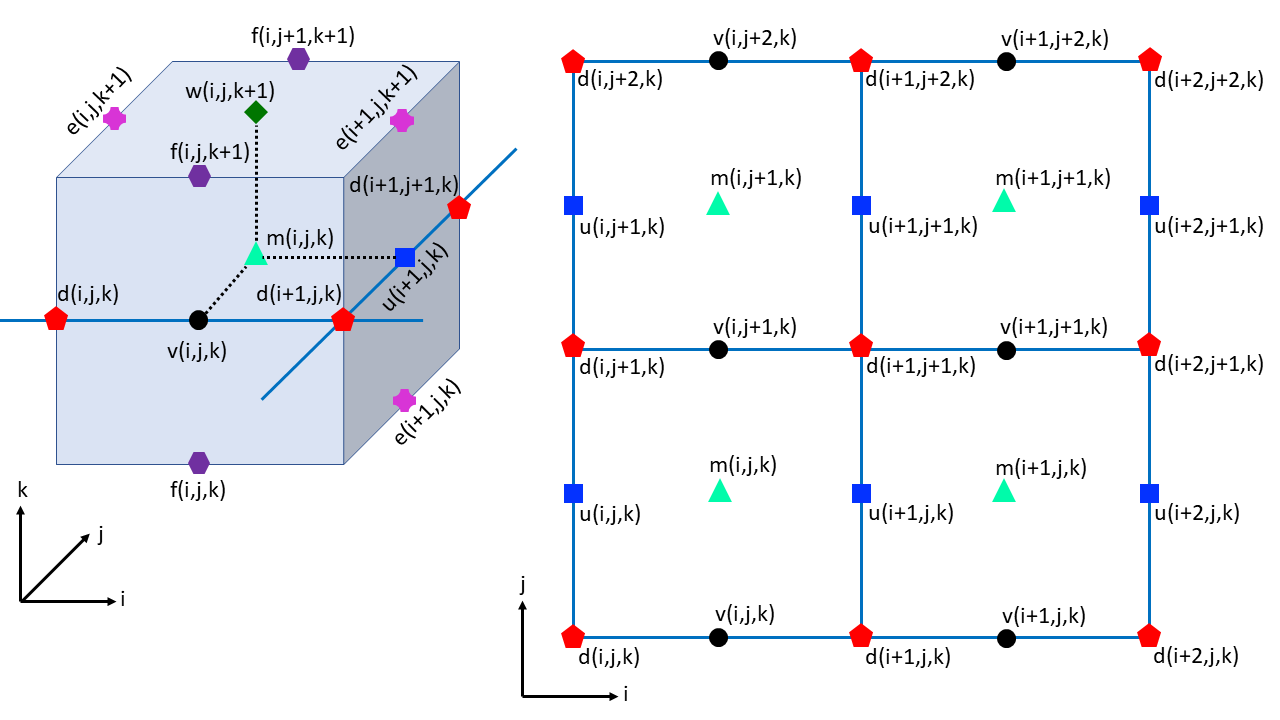 f(i,j+1,k+1)
e(i,j,k+1)
w(i,j,k+1)
e(i+1,j,k+1)
f(i,j,k+1)
d(i+1,j+1,k)
m(i,j,k)
u(i+1,j,k)
d(i,j,k)
d(i+1,j,k)
v(i,j,k)
e(i+1,j,k)
f(i,j,k)
k
j
i
v(i,j+2,k)
v(i+1,j+2,k)
d(i,j+2,k)
d(i+1,j+2,k)
d(i+2,j+2,k)
m(i,j+1,k)
m(i+1,j+1,k)
u(i,j+1,k)
u(i+1,j+1,k)
u(i+2,j+1,k)
v(i,j+1,k)
v(i+1,j+1,k)
d(i,j+1,k)
d(i+1,j+1,k)
d(i+2,j+1,k)
m(i,j,k)
m(i+1,j,k)
u(i,j,k)
u(i+1,j,k)
u(i+2,j,k)
v(i,j,k)
v(i+1,j,k)
d(i,j,k)
d(i+1,j,k)
d(i+2,j,k)
j
i